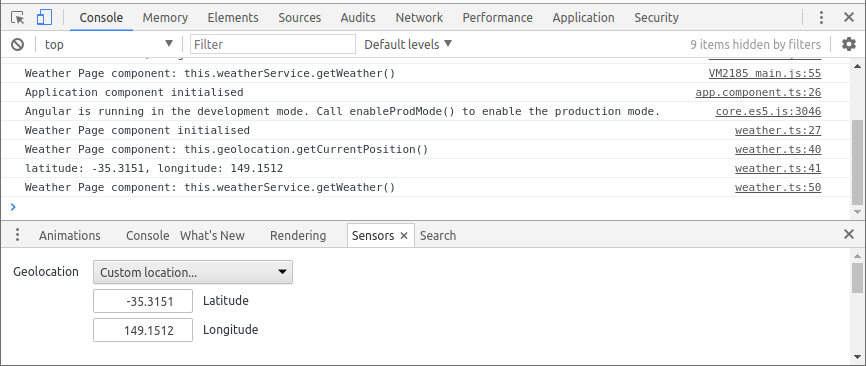 Console Memory Elements Sources Audits Network Performance Application Security
top Filter Default levels 9 items hidden by filters
Weather Page component: this.weatherService.getWeather() VM2185 main.js:55
Application component initialised app.component.ts:26
Angular is running in the development mode. Call enableProdMode() to enable the production mode. core.es5.js:3046
Weather Page component initialised weather.ts:27
Weather Page component: this.geolocation.getCurrentPosition() weather.ts:40
latitude: -35.3151, longitude: 149.1512 weather.ts:41
Weather Page component: this.weatherService.getWeather() weather.ts:50
Animations Console What's New Rendering Sensors × Search
Geolocation Custom location...
-35.3151 Latitude
149.1512 Longitude